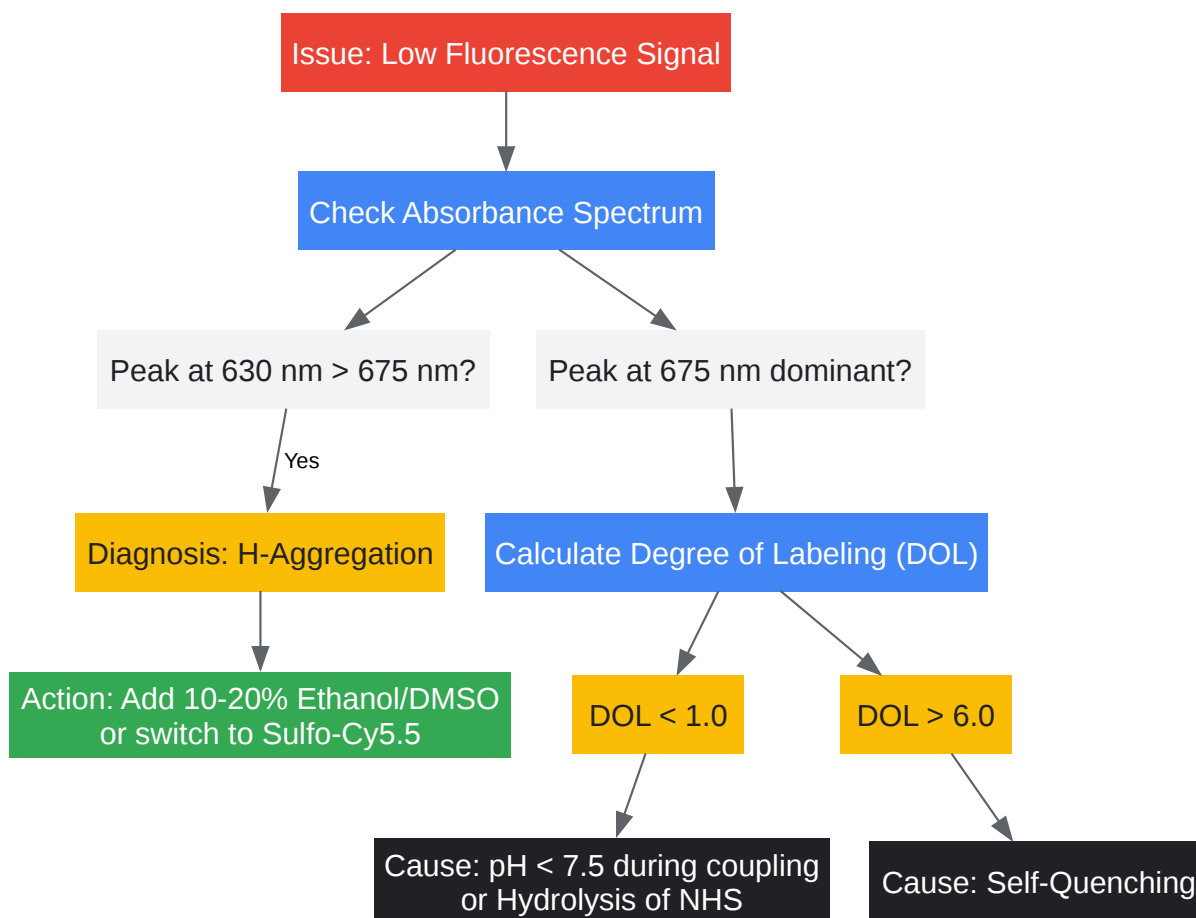 Issue: Low Fluorescence Signal
Check Absorbance Spectrum
Peak at 630 nm > 675 nm?
Peak at 675 nm dominant?
Yes
Diagnosis: H-Aggregation
Calculate Degree of Labeling (DOL)
Action: Add 10-20% Ethanol/DMSO
or switch to Sulfo-Cy5.5
DOL < 1.0
DOL > 6.0
Cause: pH < 7.5 during coupling
or Hydrolysis of NHS
Cause: Self-Quenching